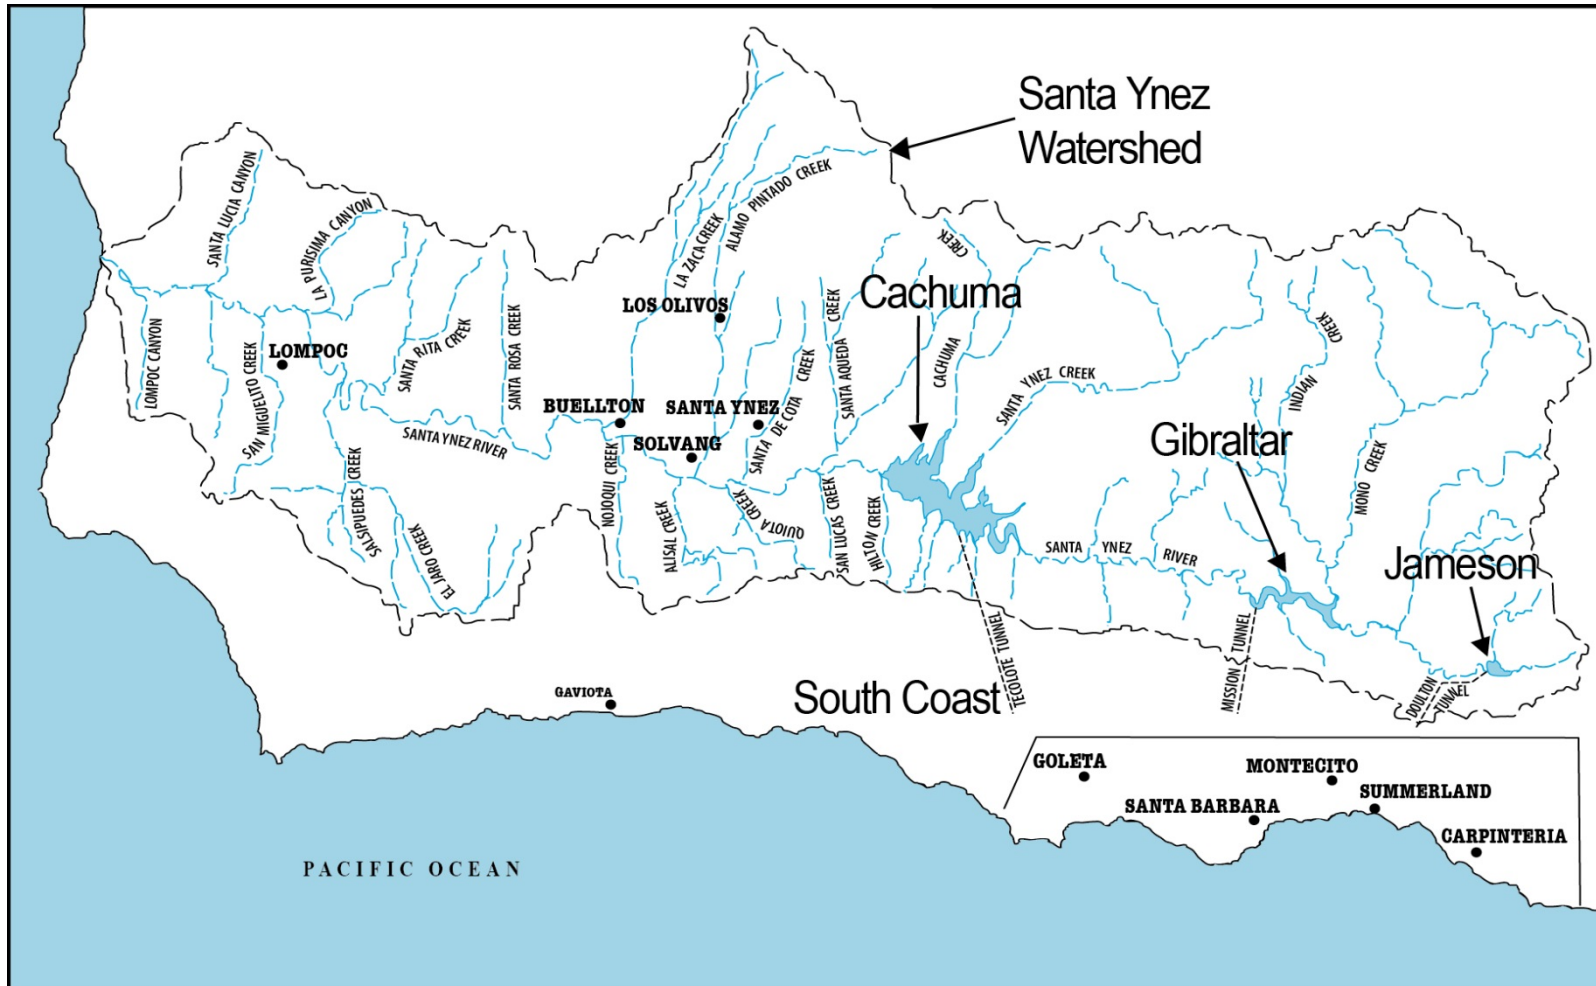 Santa Ynez
Watershed
SANTA LUCIA CANYON
LA PURISIMA CANYON
LA ZACA CREEK
ALAMO PINTADO CREEK
CREEK
CACHUMA
Cachuma
LOS OLIVOS
LOMPOC CANYON
SAN MIGUELITO CREEK
LOMPOC
SANTA RITA CREEK
SANTA ROSA CREEK
SANTA AQUEDA CREEK
SANTA YNEZ CREEK
INDIAN
CREEK
BUELLTON
SANTA YNEZ
SANTA DE COTA CREEK
SANTA YNEZ RIVER
SOLVANG
Gibraltar
MONO CREEK
SALSIPUEDES CREEK
EL JARO CREEK
NOJOQUI CREEK
ALISAL CREEK
QUIOTA CREEK
SAN LUCAS CREEK
HILTON CREEK
SANTA YNEZ RIVER
Jameson
TECOLOTE TUNNEL
MISSION TUNNEL
DOULTON
TUNNEL
GAVIOTA
South Coast
GOLETA
MONTECITO
SANTA BARBARA
SUMMERLAND
CARPINTERIA
PACIFIC OCEAN